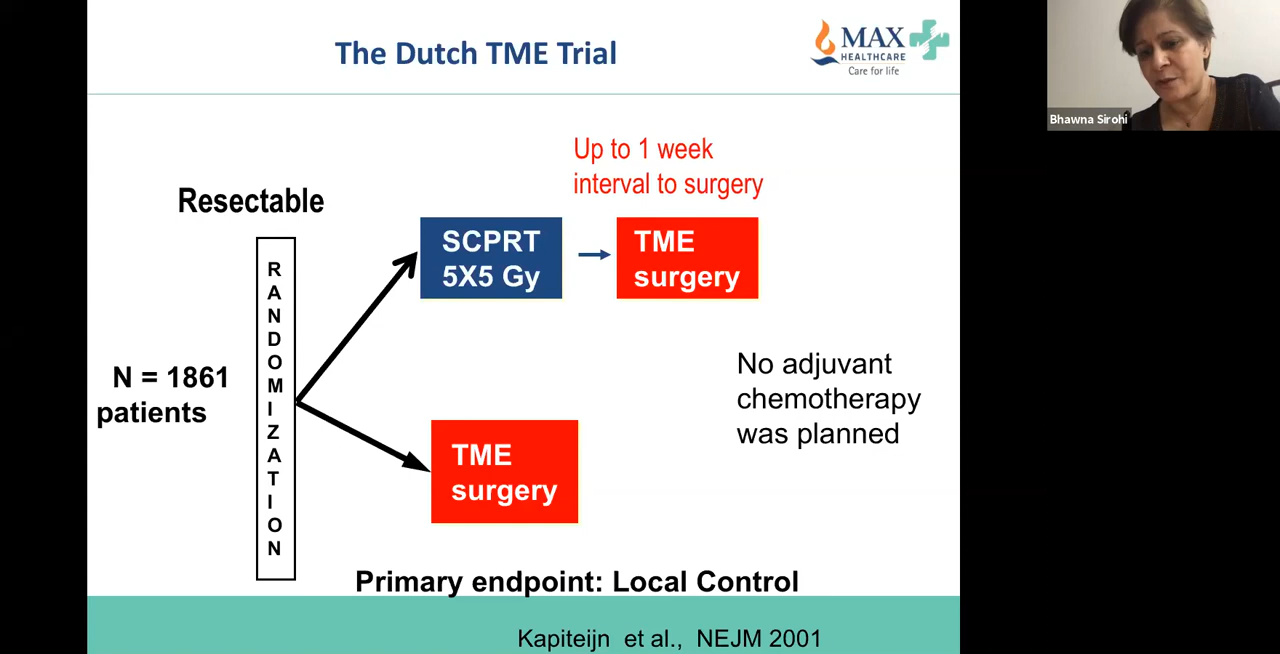 The Dutch TME Trial
MAX
HEALTHCARE
Care for life
Bhawna Sirohi
Up to 1 week
interval to surgery
Resectable
SCPRT
5X5 Gy
TME
surgery
RANDOMIZATION
N = 1861
patients
No adjuvant
chemotherapy
was planned
TME
surgery
Primary endpoint: Local Control
Kapiteijn et al., NEJM 2001